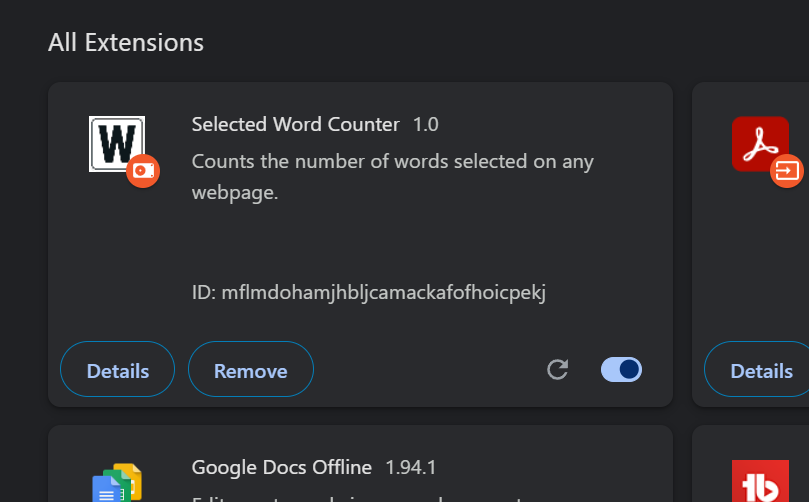 All Extensions
W
Selected Word Counter 1.0
Counts the number of words selected on any
webpage.
ID: mflmdohamjhbljcamackafofhoicpekj
Details
Remove
Details
Google Docs Offline 1.94.1